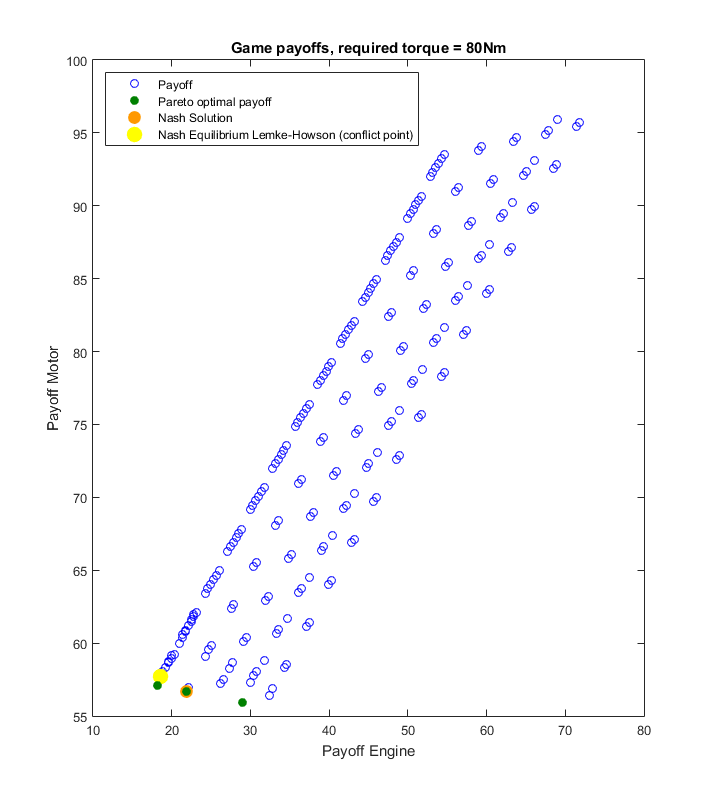 Game payoffs, required torque = 80Nm
Payoff
Pareto optimal payoff
Nash Solution
Nash Equilibrium Lemke-Howson (conflict point)
100
95
90
85
80
75
70
65
60
55
Payoff Motor
10 20 30 40 50 60 70 80
Payoff Engine